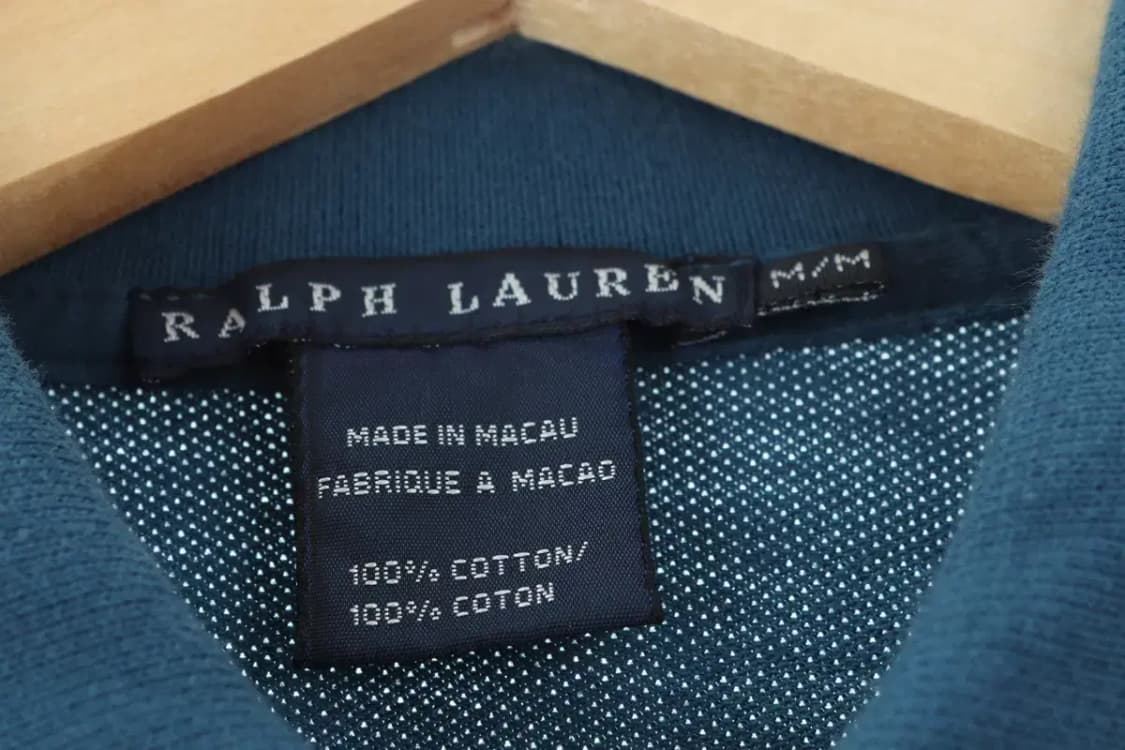 RALPH LAUREN M/M
MADE IN MACAU
FABRIQUE A MACAO
100% COTTON/
100% COTON